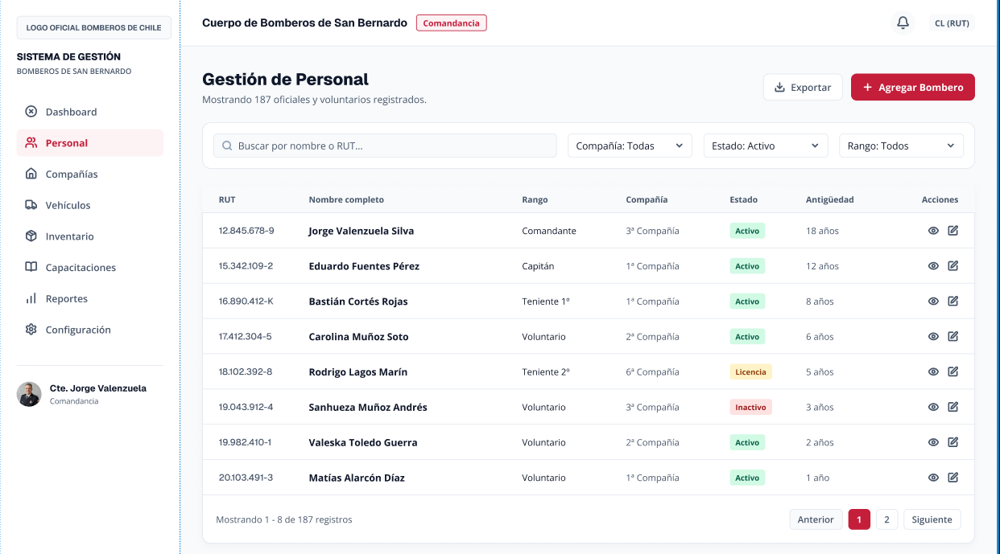 LOGO OFICIAL BOMBEROS DE CHILE
SISTEMA DE GESTIÓN
BOMBEROS DE SAN BERNARDO
Dashboard
Personal
Compañías
Vehículos
Inventario
Capacitaciones
Reportes
Configuración
Cte. Jorge Valenzuela
Comandancia
Cuerpo de Bomberos de San Bernardo Comandancia CL (RUT)
Gestión de Personal
Mostrando 187 oficiales y voluntarios registrados.
Exportar + Agregar Bombero
Buscar por nombre o RUT... Compañía: Todas Estado: Activo Rango: Todos
RUT Nombre completo Rango Compañía Estado Antigüedad Acciones
12.845.678-9 Jorge Valenzuela Silva Comandante 3ª Compañía Activo 18 años
15.342.109-2 Eduardo Fuentes Pérez Capitán 1ª Compañía Activo 12 años
16.890.412-K Bastián Cortés Rojas Teniente 1º 1ª Compañía Activo 8 años
17.412.304-5 Carolina Muñoz Soto Voluntario 2ª Compañía Activo 6 años
18.102.392-8 Rodrigo Lagos Marín Teniente 2º 6ª Compañía Licencia 5 años
19.043.912-4 Sanhueza Muñoz Andrés Voluntario 3ª Compañía Inactivo 3 años
19.982.410-1 Valeska Toledo Guerra Voluntario 2ª Compañía Activo 2 años
20.103.491-3 Matías Alarcón Díaz Voluntario 1ª Compañía Activo 1 año
Mostrando 1 - 8 de 187 registros Anterior 1 2 Siguiente